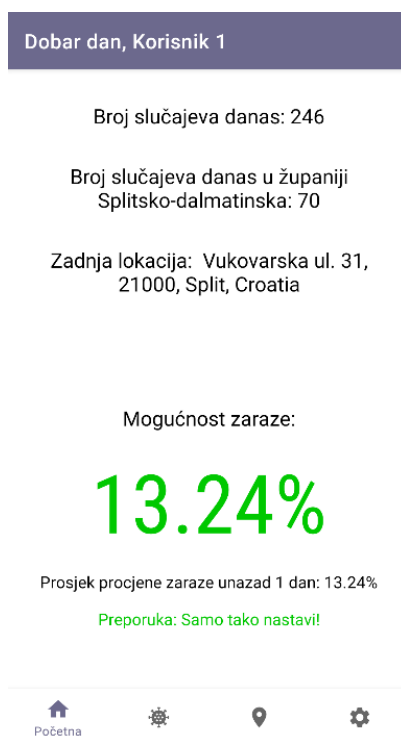 Dobar dan, Korisnik 1
Broj slučajeva danas: 246
Broj slučajeva danas u županiji
Splitsko-dalmatinska: 70
Zadnja lokacija:  Vukovarska ul. 31,
21000, Split, Croatia
Mogućnost zaraze:
13.24%
Prosjek procjene zaraze unazad 1 dan: 13.24%
Preporuka: Samo tako nastavi!
Početna